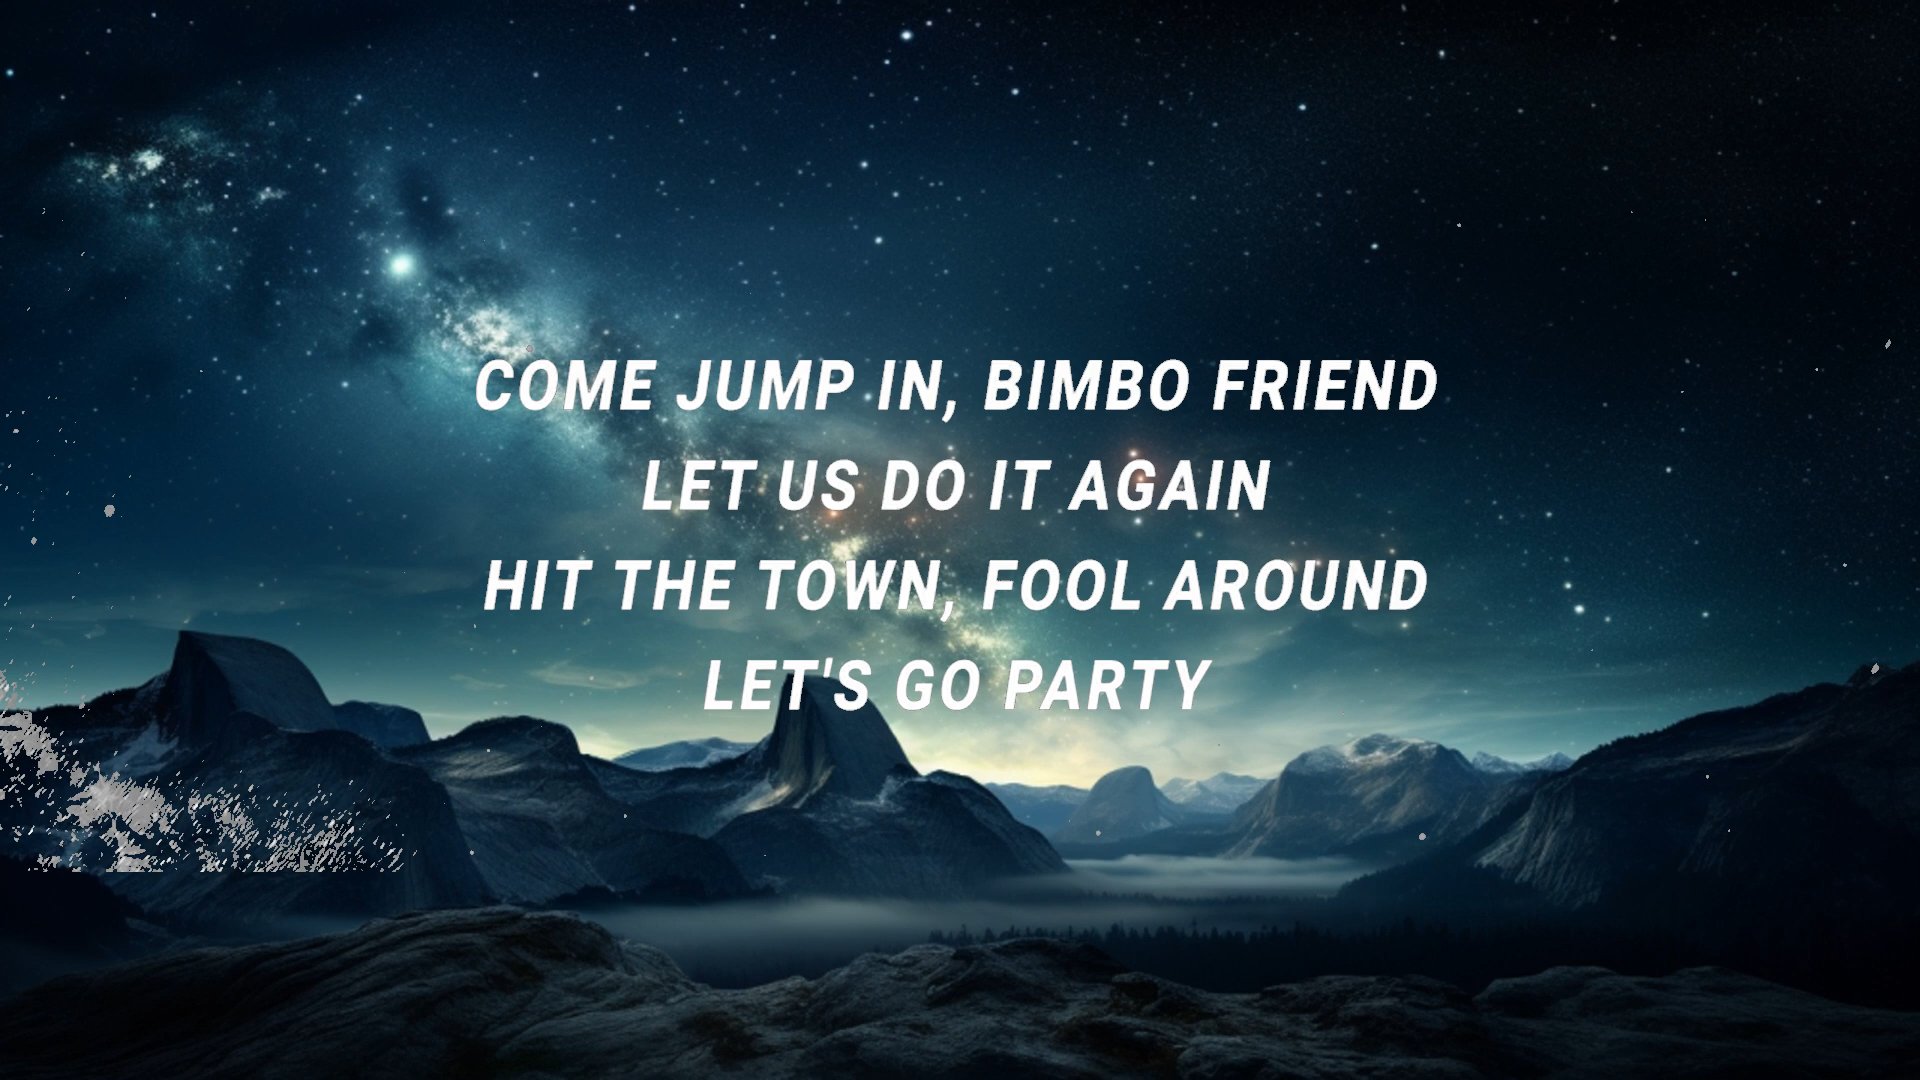 COME JUMP IN, BIMBO FRIEND
LET US DO IT AGAIN
HIT THE TOWN, FOOL AROUND
LET'S GO PARTY